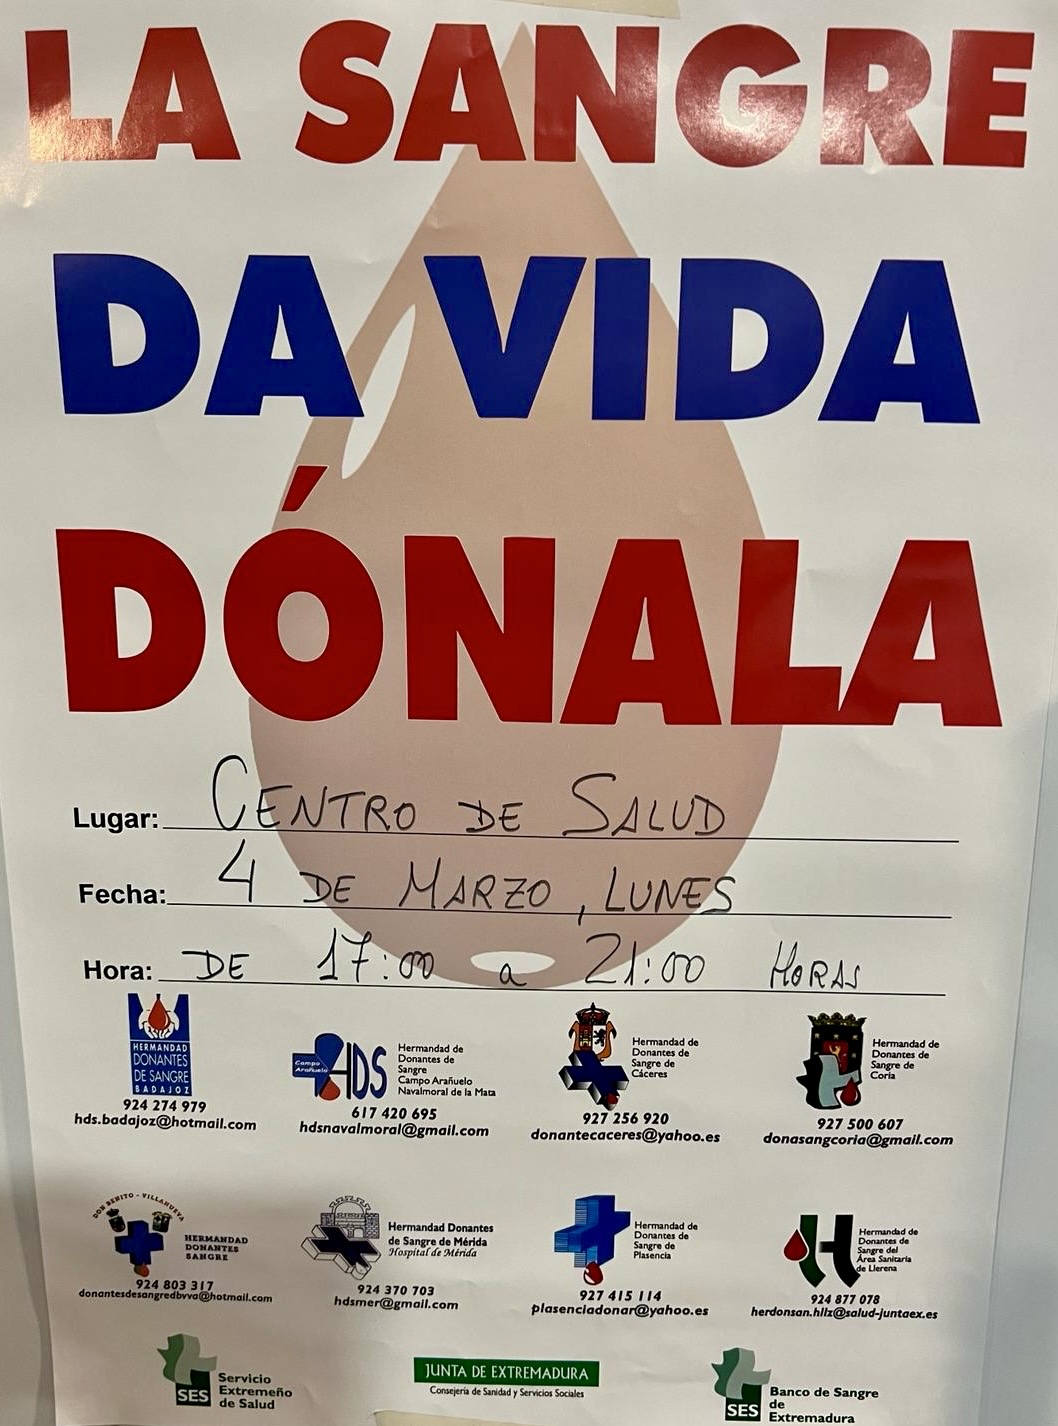 LA SANGRE
DA VIDA
DÓNALA
Lugar: CENTRO DE SALUD
Fecha: 4 DE MARZO, LUNES
Hora: DE 17:00 a 21:00 HORAS
HERMANDAD
DONANTES
DE SANGRE
BADAJOZ
924 274 979
hds.badajoz@hotmail.com
Campo
Arañuelo
HDS
Hermandad de
Donantes de
Sangre
Campo Arañuelo
Navalmoral de la Mata
617 420 695
hdsnavalmoral@gmail.com
Hermandad de
Donantes de
Sangre de
Cáceres
927 256 920
donantecaceres@yahoo.es
Hermandad de
Donantes de
Sangre de
Coria
927 500 607
donasangcoria@gmail.com
DON BENITO - VILLANUEVA
HERMANDAD
DONANTES
SANGRE
924 803 317
donantesdesangredbvva@hotmail.com
Hermandad Donantes
de Sangre de Mérida
Hospital de Mérida
924 370 703
hdsmer@gmail.com
Hermandad de
Donantes de
Sangre de
Plasencia
927 415 114
plasenciadonar@yahoo.es
Hermandad de
Donantes de
Sangre del
Área Sanitaria
de Llerena
924 877 078
herdonsan.hllz@salud-juntaex.es
SES
Servicio
Extremeño
de Salud
JUNTA DE EXTREMADURA
Consejería de Sanidad y Servicios Sociales
SES
Banco de Sangre
de
Extremadura